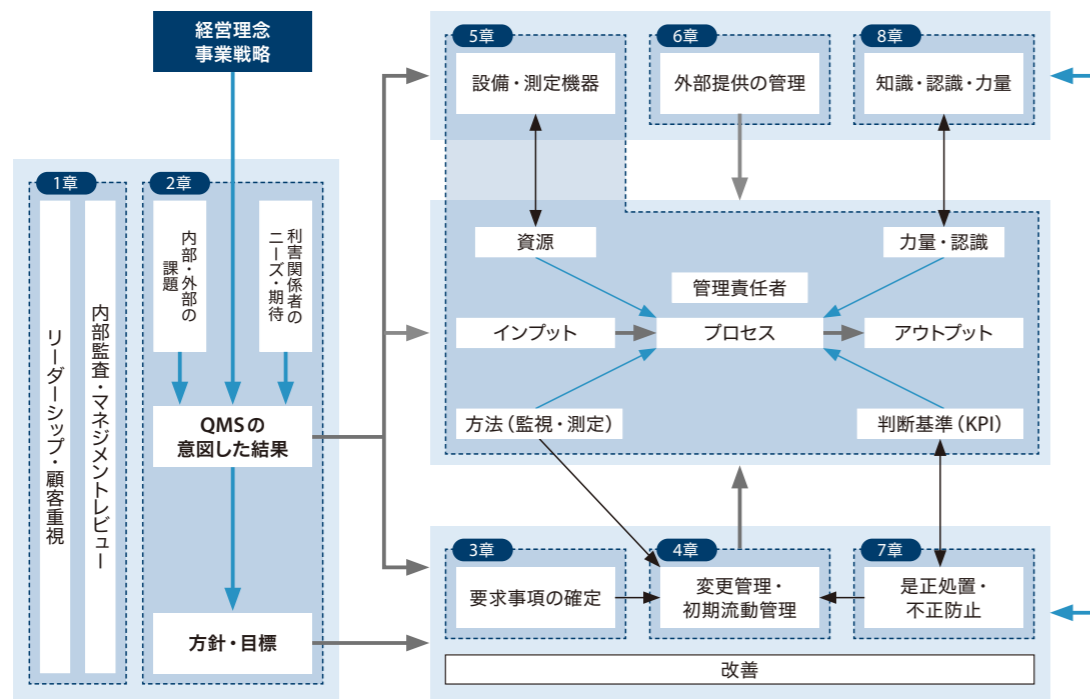 経営理念
事業戦略
1章
リーダーシップ・顧客重視
内部監査・マネジメントレビュー
2章
内部・外部の
課題
利害関係者の
ニーズ・期待
QMSの
意図した結果
方針・目標
5章
設備・測定機器
6章
外部提供の管理
8章
知識・認識・力量
資源
力量・認識
管理責任者
インプット
プロセス
アウトプット
方法（監視・測定）
判断基準（KPI）
3章
要求事項の確定
4章
変更管理・
初期流動管理
7章
是正処置・
不正防止
改善